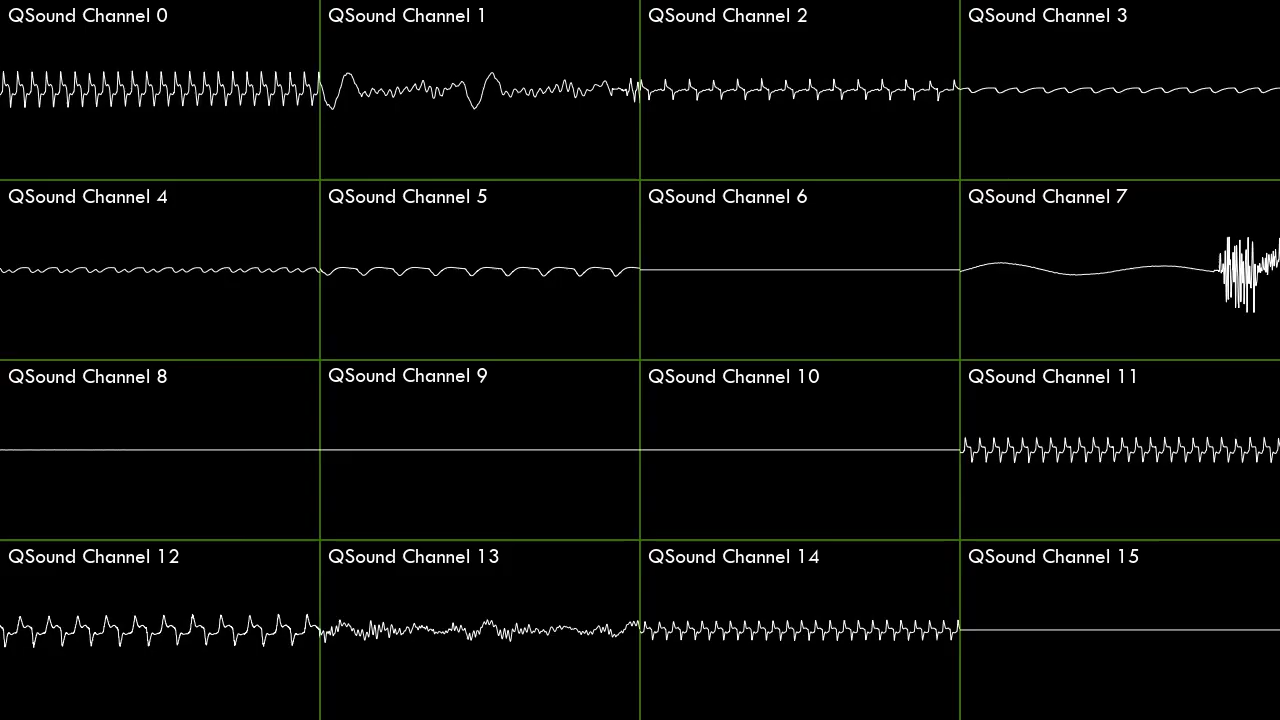 QSound Channel 0
QSound Channel 1
QSound Channel 2
QSound Channel 3
QSound Channel 4
QSound Channel 5
QSound Channel 6
QSound Channel 7
QSound Channel 8
QSound Channel 9
QSound Channel 10
QSound Channel 11
QSound Channel 12
QSound Channel 13
QSound Channel 14
QSound Channel 15